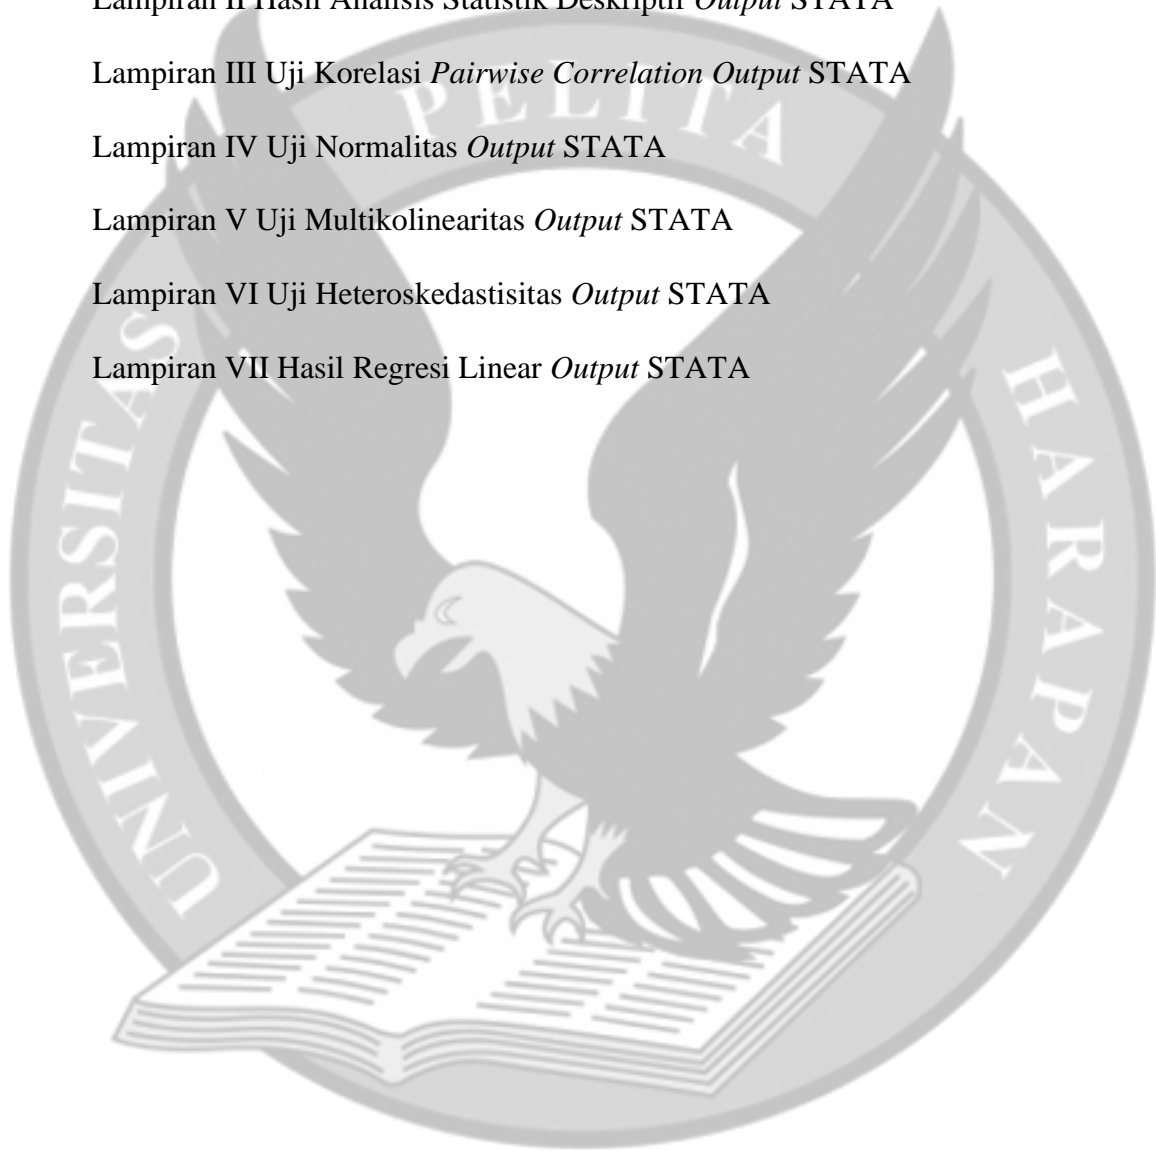 Lampiran II Hasil Analisis Statistik Deskriptif Output STATA
Lampiran III Uji Korelasi Pairwise Correlation Output STATA
Lampiran IV Uji Normalitas Output STATA
Lampiran V Uji Multikolinearitas Output STATA
Lampiran VI Uji Heteroskedastisitas Output STATA
Lampiran VII Hasil Regresi Linear Output STATA
UNIVERSITAS PELITA HARAPAN